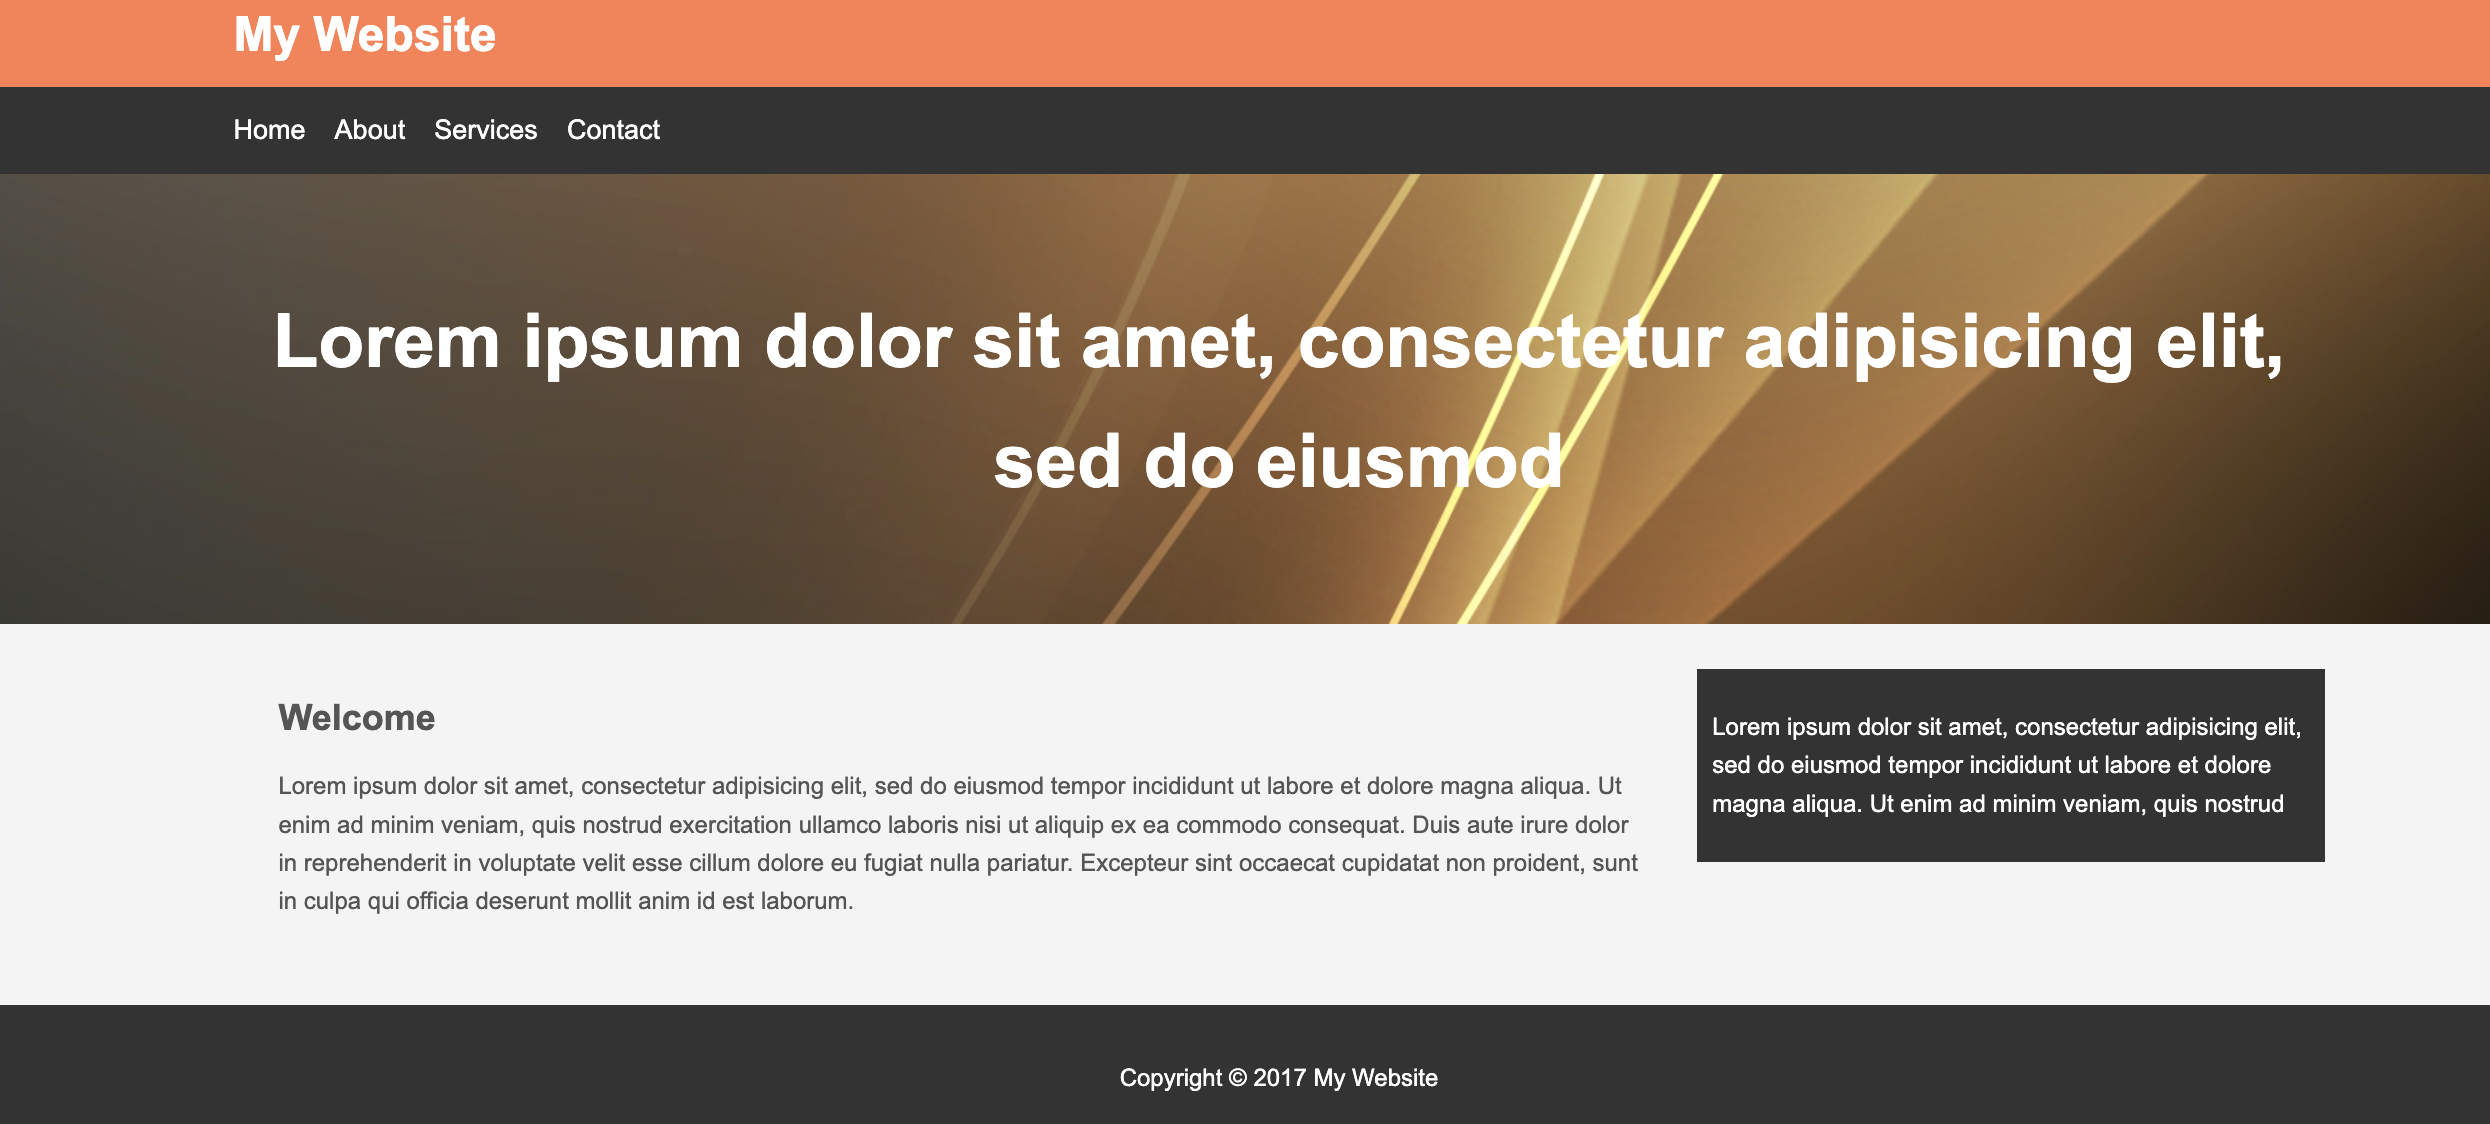 My Website
Home About Services Contact
Lorem ipsum dolor sit amet, consectetur adipisicing elit,
sed do eiusmod
Welcome
Lorem ipsum dolor sit amet, consectetur adipisicing elit, sed do eiusmod tempor incididunt ut labore et dolore magna aliqua. Ut
enim ad minim veniam, quis nostrud exercitation ullamco laboris nisi ut aliquip ex ea commodo consequat. Duis aute irure dolor
in reprehenderit in voluptate velit esse cillum dolore eu fugiat nulla pariatur. Excepteur sint occaecat cupidatat non proident, sunt
in culpa qui officia deserunt mollit anim id est laborum.
Lorem ipsum dolor sit amet, consectetur adipisicing elit,
sed do eiusmod tempor incididunt ut labore et dolore
magna aliqua. Ut enim ad minim veniam, quis nostrud
Copyright © 2017 My Website